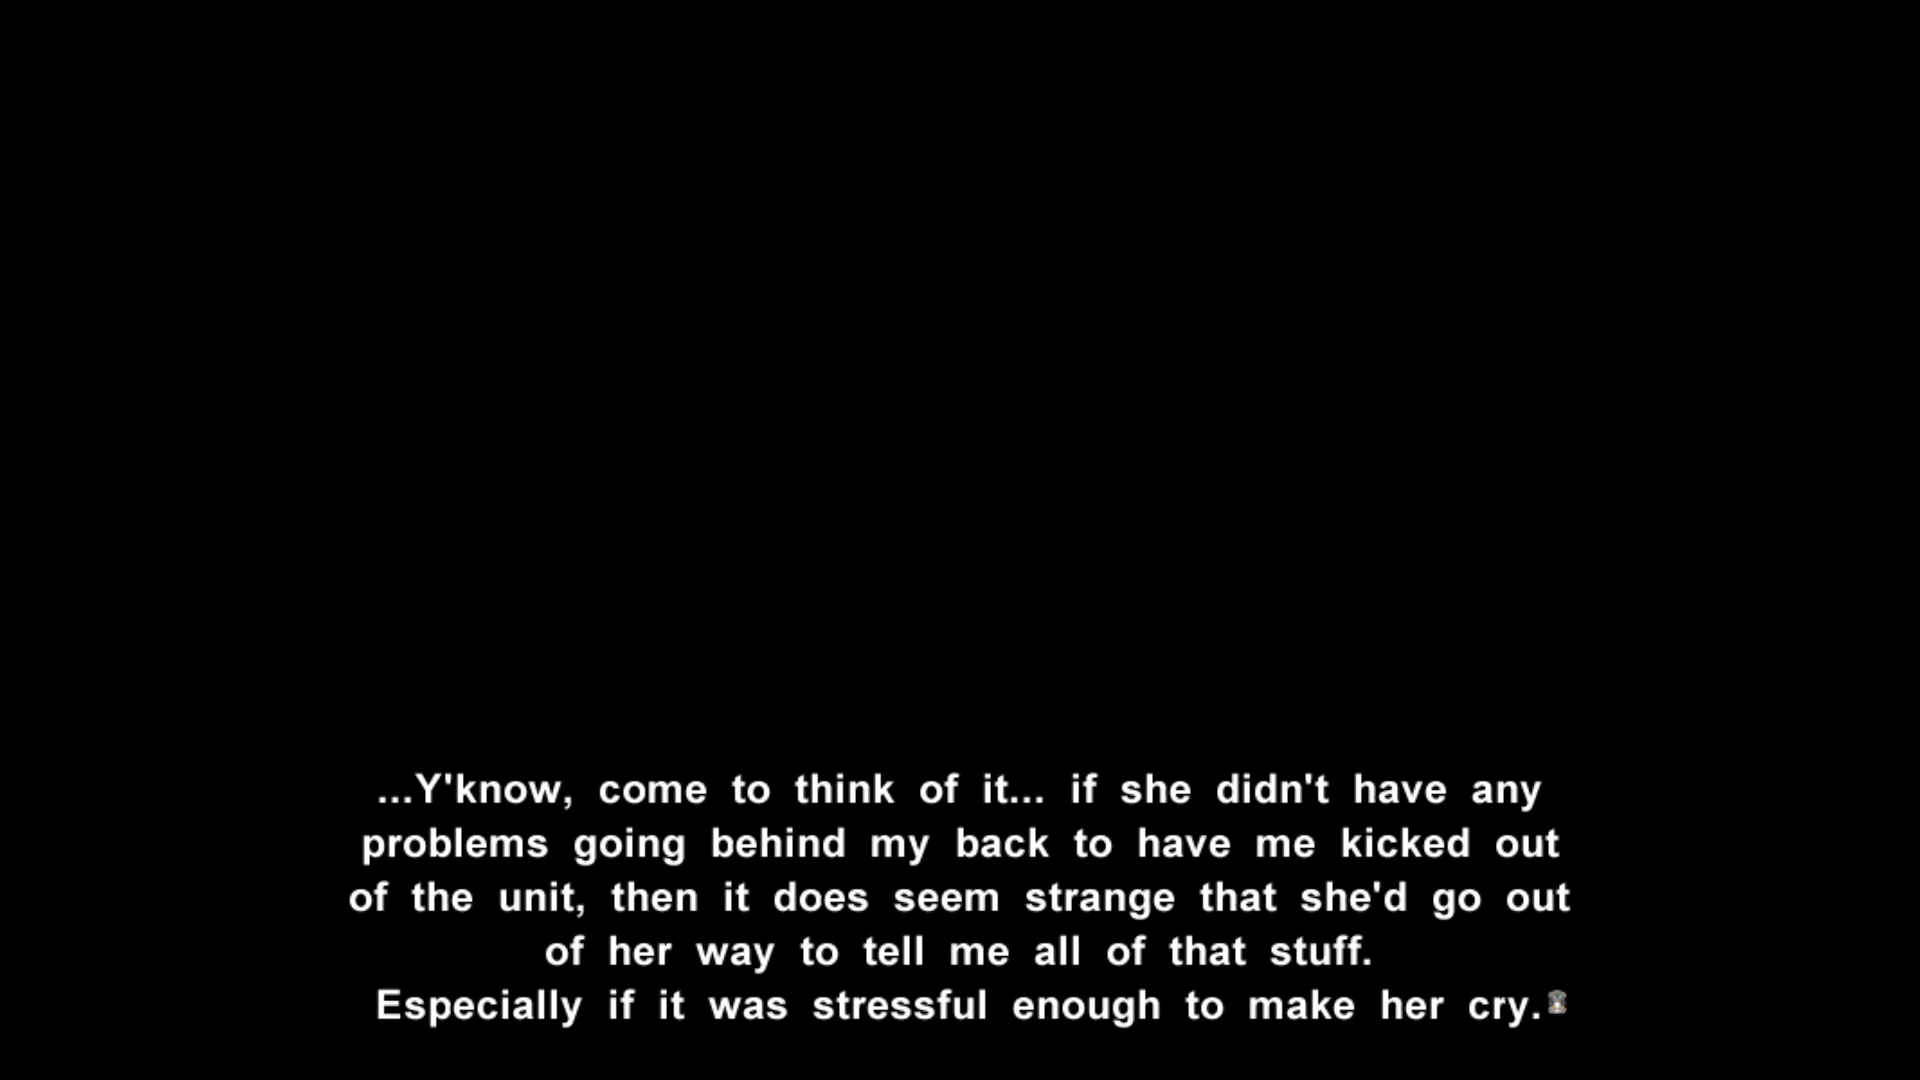 ...Y'know, come to think of it... if she didn't have any
problems going behind my back to have me kicked out
of the unit, then it does seem strange that she'd go out
of her way to tell me all of that stuff.
Especially if it was stressful enough to make her cry.